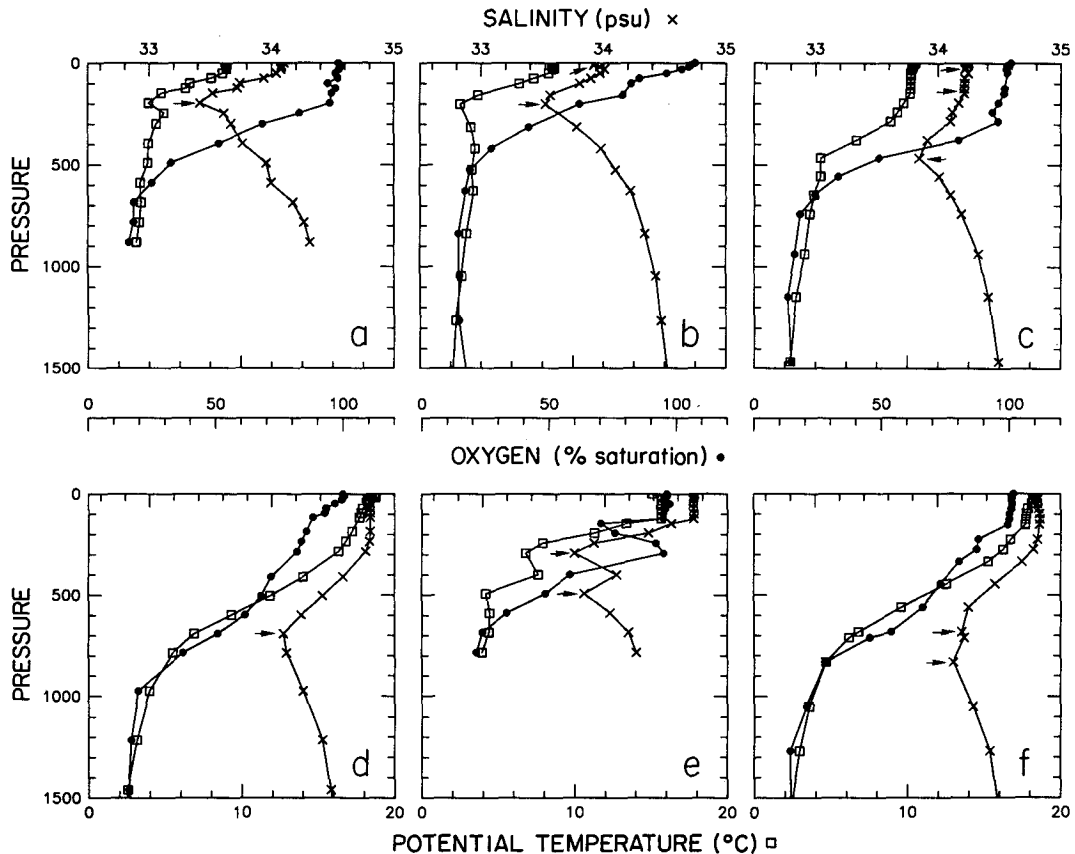 SALINITY (psu) ×
33 34 35 33 34 35 33 34 35
PRESSURE
0
500
1000
1500
a
b
c
0 50 100 0 50 100 0 50 100
OXYGEN (% saturation) •
PRESSURE
0
500
1000
1500
d
e
f
0 10 20 0 10 20 0 10 20
POTENTIAL TEMPERATURE (°C) □